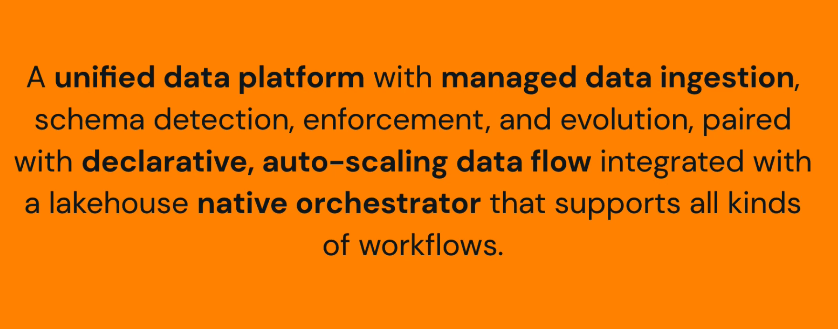 A unified data platform with managed data ingestion,
schema detection, enforcement, and evolution, paired
with declarative, auto-scaling data flow integrated with
a lakehouse native orchestrator that supports all kinds
of workflows.